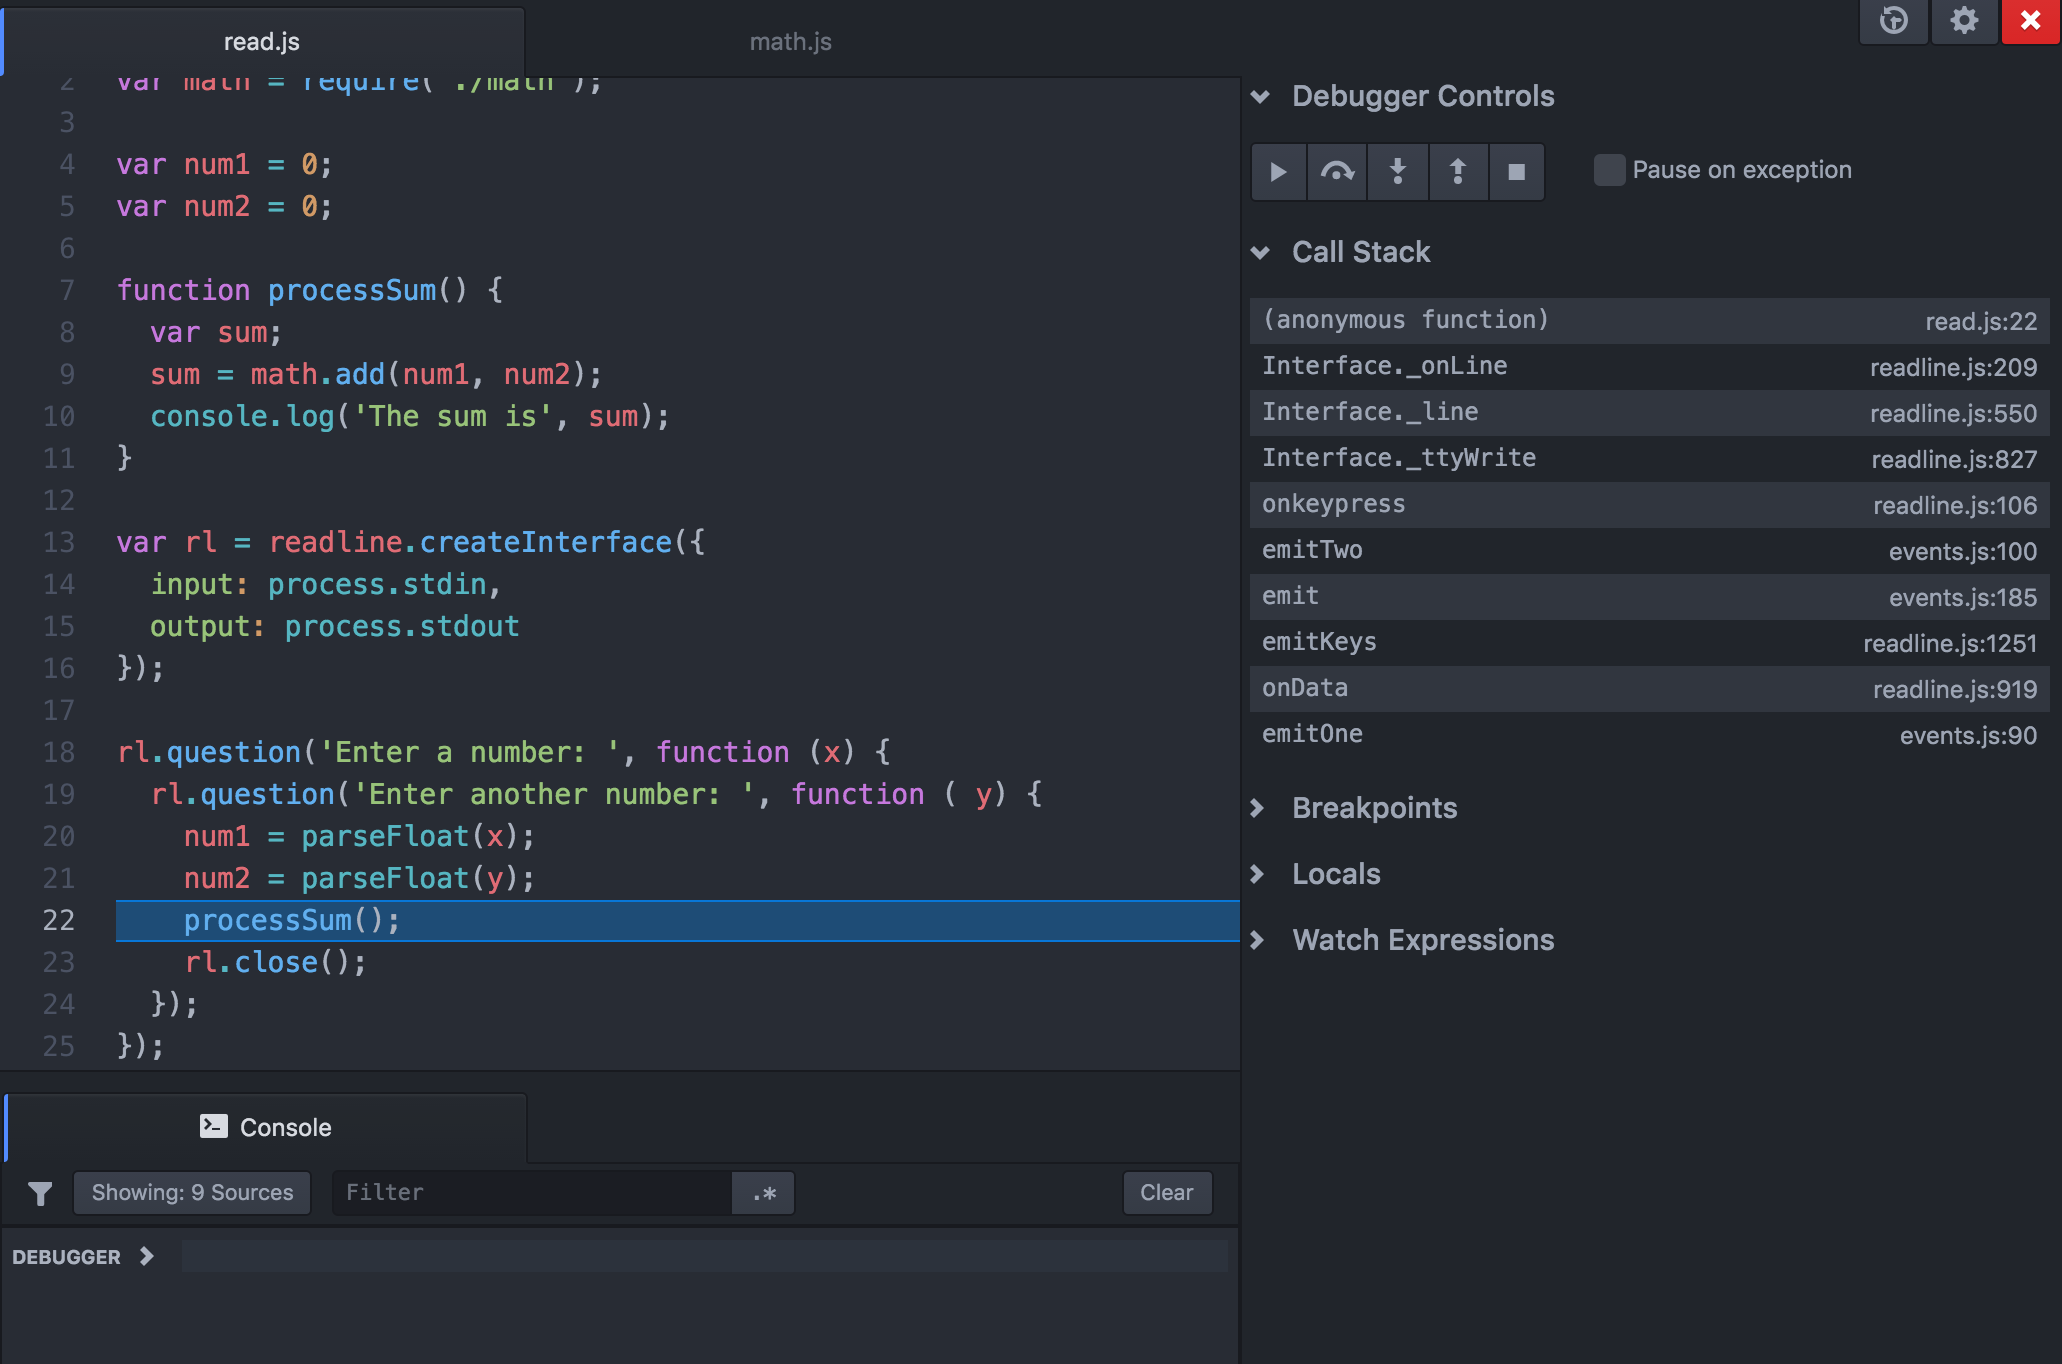 read.js
math.js
2 var math = require('./math');
3
4 var num1 = 0;
5 var num2 = 0;
6
7 function processSum() {
8   var sum;
9   sum = math.add(num1, num2);
10   console.log('The sum is', sum);
11 }
12
13 var rl = readline.createInterface({
14   input: process.stdin,
15   output: process.stdout
16 });
17
18 rl.question('Enter a number: ', function (x) {
19   rl.question('Enter another number: ', function ( y) {
20     num1 = parseFloat(x);
21     num2 = parseFloat(y);
22     processSum();
23     rl.close();
24   });
25 });
Console
Showing: 9 Sources
Filter
.*
Clear
DEBUGGER
Debugger Controls
Pause on exception
Call Stack
(anonymous function) read.js:22
Interface._onLine readline.js:209
Interface._line readline.js:550
Interface._ttyWrite readline.js:827
onkeypress readline.js:106
emitTwo events.js:100
emit events.js:185
emitKeys readline.js:1251
onData readline.js:919
emitOne events.js:90
Breakpoints
Locals
Watch Expressions